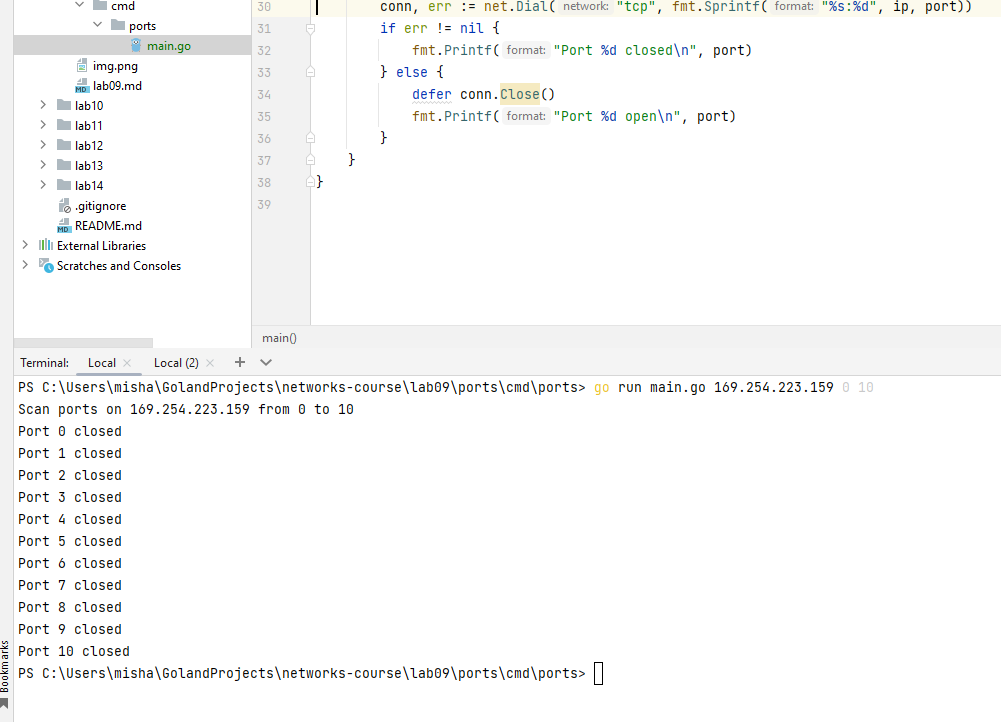 cmd
ports
main.go
img.png
lab09.md
lab10
lab11
lab12
lab13
lab14
.gitignore
README.md
External Libraries
Scratches and Consoles
30 conn, err := net.Dial( network: "tcp", fmt.Sprintf( format: "%s:%d", ip, port))
31 if err != nil {
32 fmt.Printf( format: "Port %d closed\n", port)
33 } else {
34 defer conn.Close()
35 fmt.Printf( format: "Port %d open\n", port)
36 }
37 }
38 }
39
main()
Terminal: Local × Local (2) × +
PS C:\Users\misha\GolandProjects\networks-course\lab09\ports\cmd\ports> go run main.go 169.254.223.159 0 10
Scan ports on 169.254.223.159 from 0 to 10
Port 0 closed
Port 1 closed
Port 2 closed
Port 3 closed
Port 4 closed
Port 5 closed
Port 6 closed
Port 7 closed
Port 8 closed
Port 9 closed
Port 10 closed
PS C:\Users\misha\GolandProjects\networks-course\lab09\ports\cmd\ports>
Bookmarks